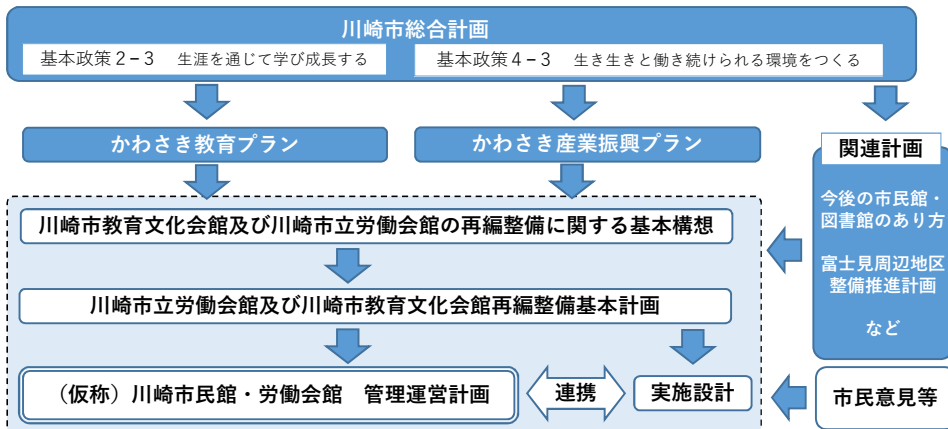 川崎市総合計画
基本政策２−３　生涯を通じて学び成長する
基本政策４−３　生き生きと働き続けられる環境をつくる
かわさき教育プラン
かわさき産業振興プラン
関連計画
今後の市民館・
図書館のあり方
富士見周辺地区
整備推進計画
など
川崎市教育文化会館及び川崎市立労働会館の再編整備に関する基本構想
川崎市立労働会館及び川崎市教育文化会館再編整備基本計画
（仮称）川崎市民館・労働会館　管理運営計画
連携
実施設計
市民意見等